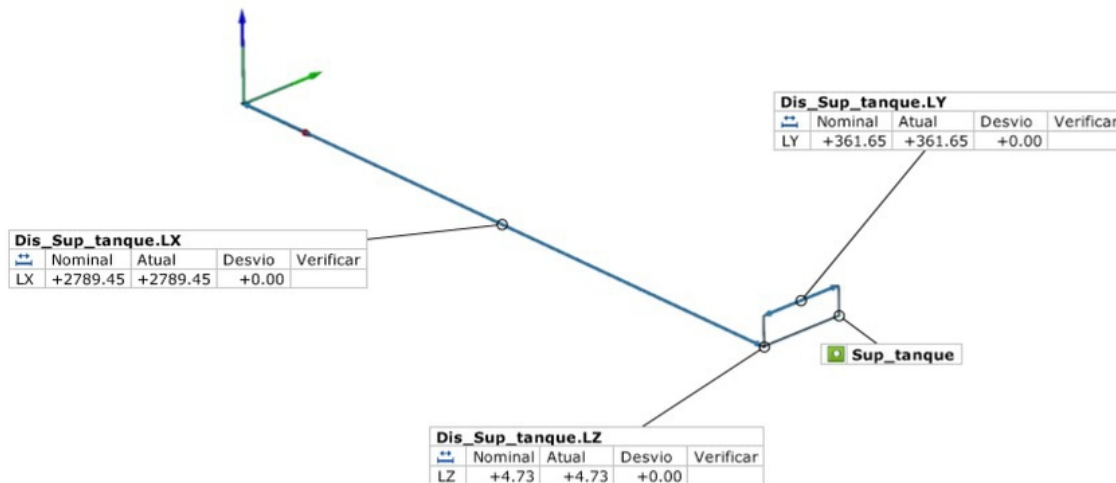 Dis_Sup_tanque.LY
Nominal Atual Desvio Verificar
LY +361.65 +361.65 +0.00
Dis_Sup_tanque.LX
Nominal Atual Desvio Verificar
LX +2789.45 +2789.45 +0.00
Sup_tanque
Dis_Sup_tanque.LZ
Nominal Atual Desvio Verificar
LZ +4.73 +4.73 +0.00